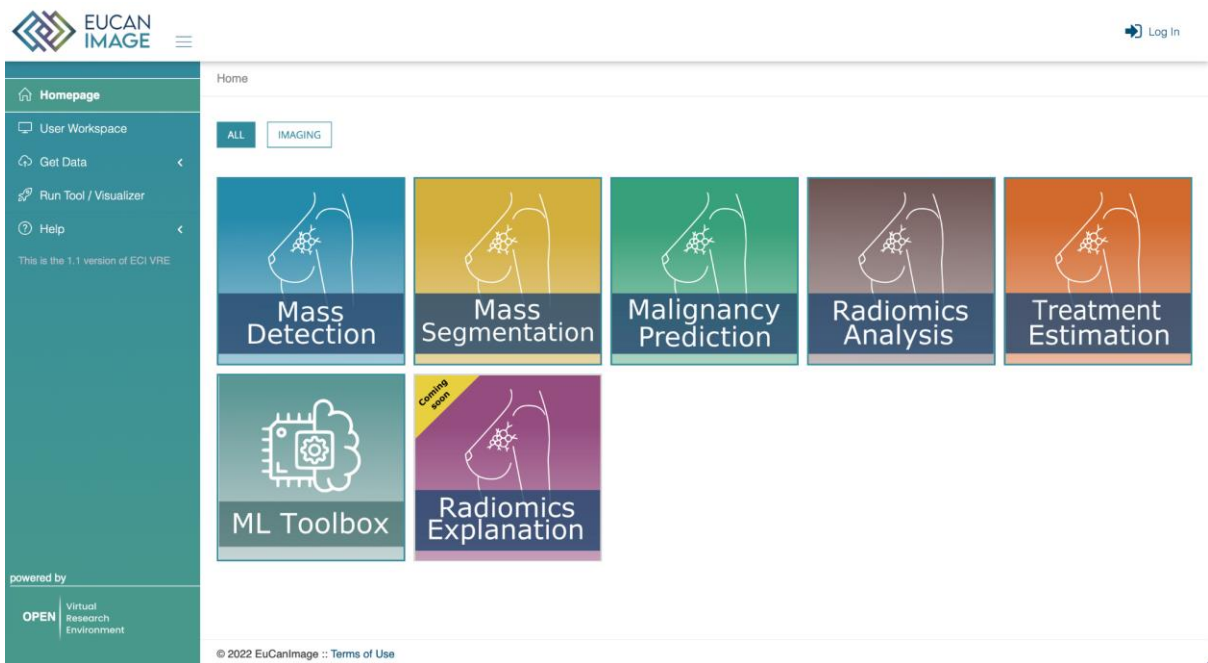 EUCAN
IMAGE
Log In
Homepage
User Workspace
Get Data
Run Tool / Visualizer
Help
This is the 1.1 version of ECI VRE
powered by
OPEN
Virtual
Research
Environment
Home
ALL
IMAGING
Mass
Detection
Mass
Segmentation
Malignancy
Prediction
Radiomics
Analysis
Treatment
Estimation
ML Toolbox
Coming
soon
Radiomics
Explanation
© 2022 EuCanImage :: Terms of Use